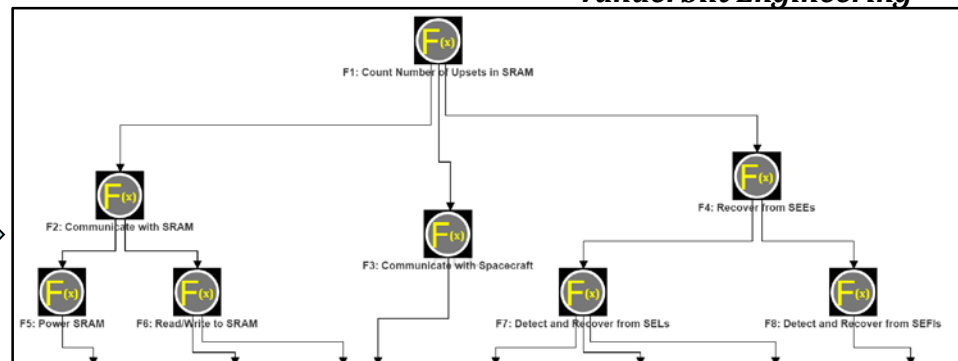 Vanderbilt Engineering
F(x)
F1: Count Number of Upsets in SRAM
F(x)
F2: Communicate with SRAM
F(x)
F4: Recover from SEEs
F(x)
F3: Communicate with Spacecraft
F(x)
F5: Power SRAM
F(x)
F6: Read/Write to SRAM
F(x)
F7: Detect and Recover from SELs
F(x)
F8: Detect and Recover from SEFIs